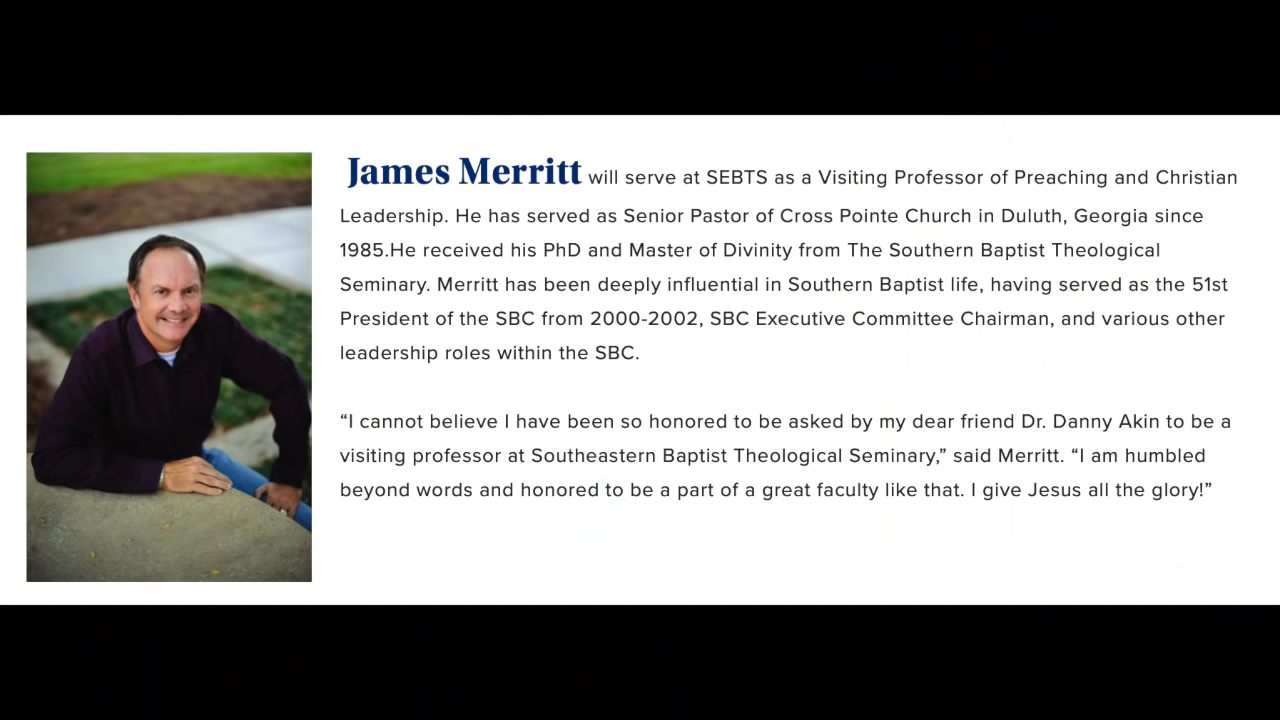 James Merritt will serve at SEBTS as a Visiting Professor of Preaching and Christian
Leadership. He has served as Senior Pastor of Cross Pointe Church in Duluth, Georgia since
1985.He received his PhD and Master of Divinity from The Southern Baptist Theological
Seminary. Merritt has been deeply influential in Southern Baptist life, having served as the 51st
President of the SBC from 2000-2002, SBC Executive Committee Chairman, and various other
leadership roles within the SBC.
“I cannot believe I have been so honored to be asked by my dear friend Dr. Danny Akin to be a
visiting professor at Southeastern Baptist Theological Seminary,” said Merritt. “I am humbled
beyond words and honored to be a part of a great faculty like that. I give Jesus all the glory!”